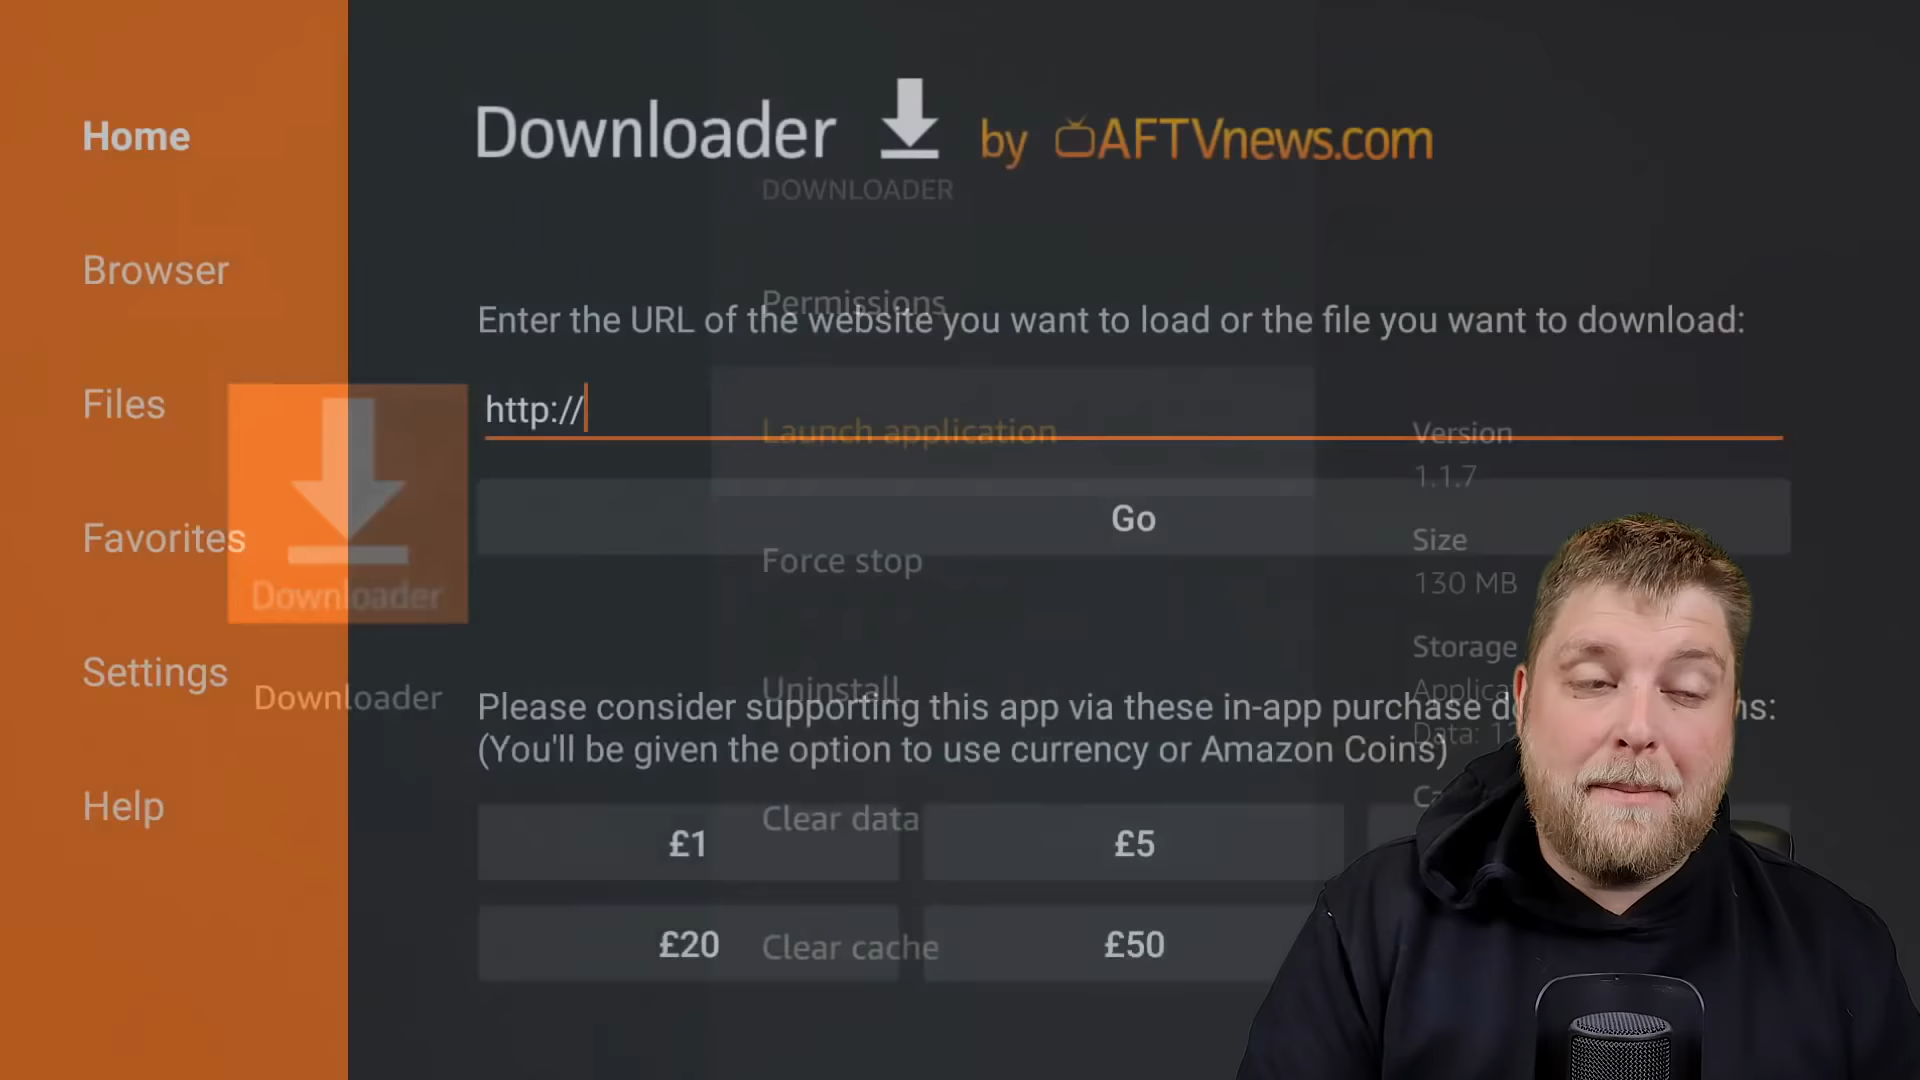 Home
Browser
Files
Favorites
Settings
Help
Downloader
Downloader
Downloader by AFTVnews.com
DOWNLOADER
Permissions
Enter the URL of the website you want to load or the file you want to download:
http://
Launch application
Go
Force stop
Uninstall
Please consider supporting this app via these in-app purchase
(You'll be given the option to use currency or Amazon Coins)
Clear data
£1
£5
£20
£50
Clear cache
Version
1.1.7
Size
130 MB
Storage
Data: